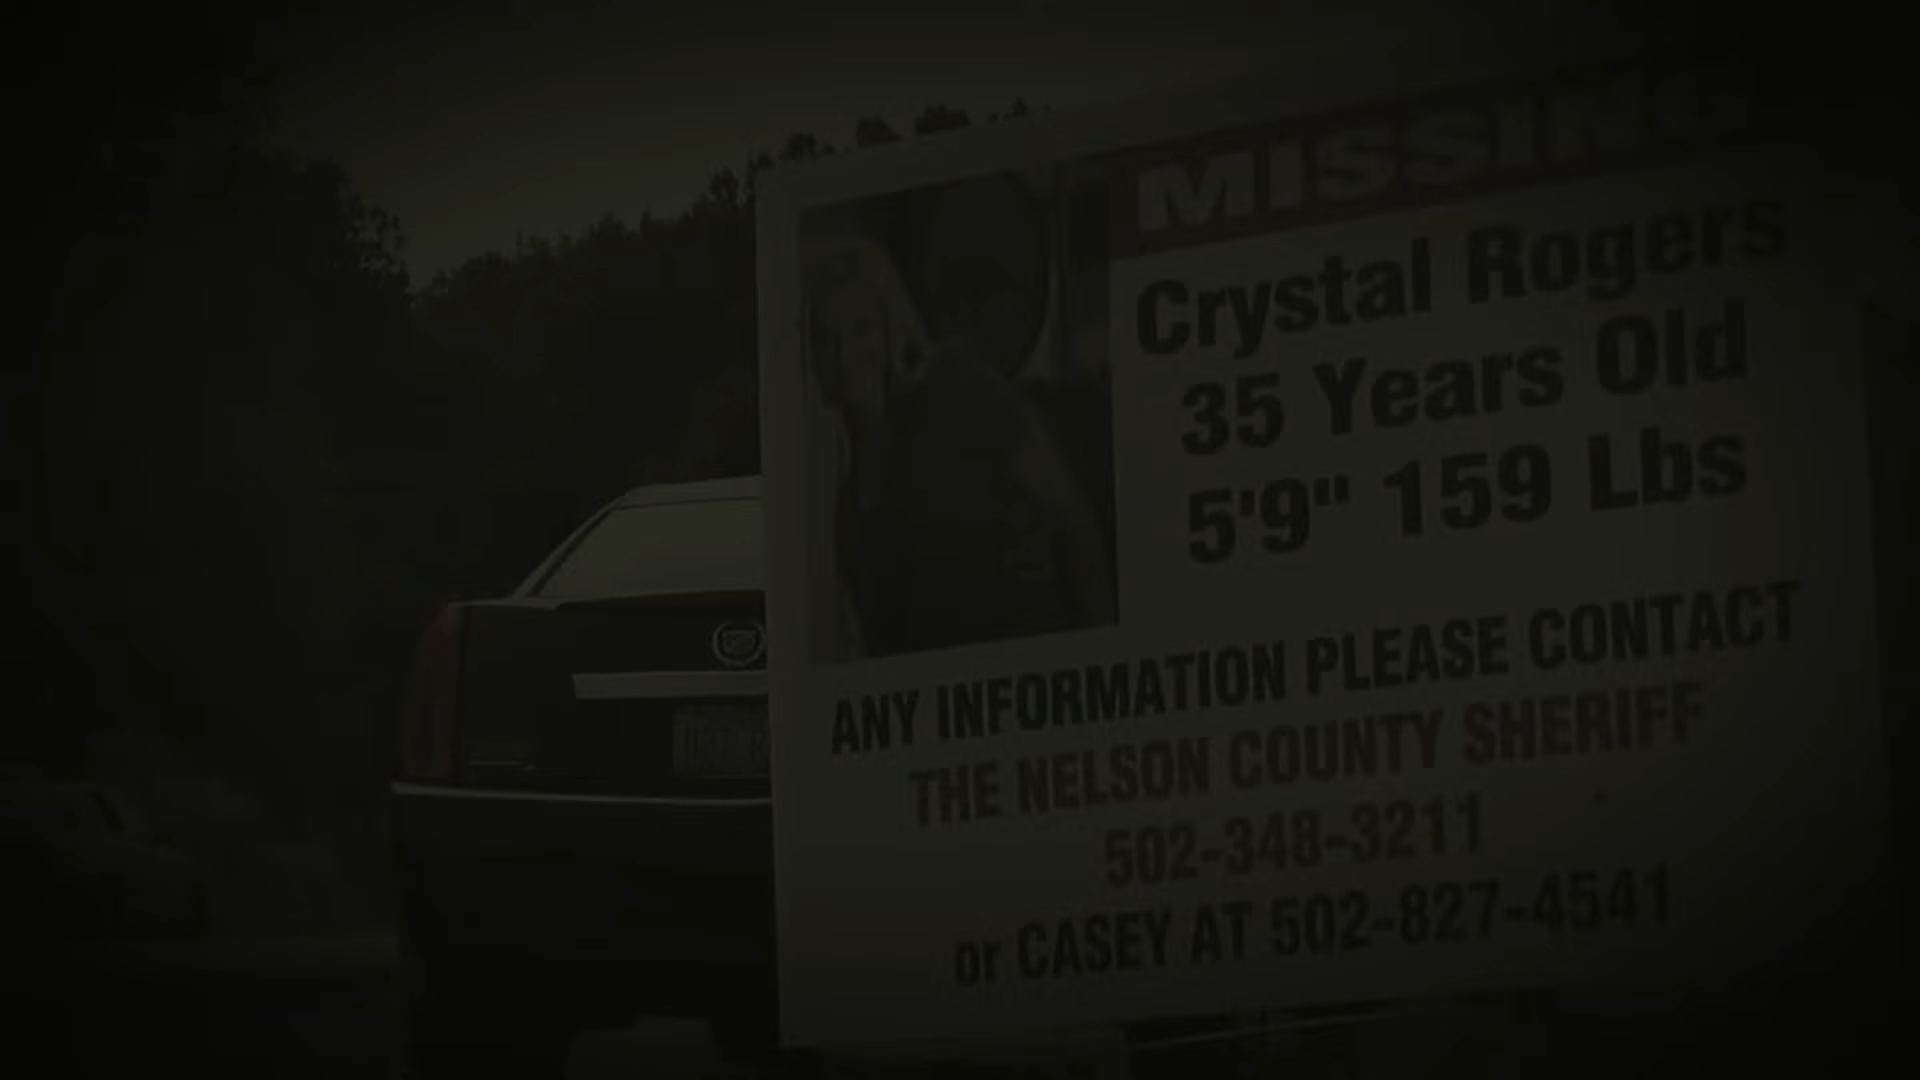 MISSING
Crystal Rogers
35 Years Old
5'9" 159 Lbs
ANY INFORMATION PLEASE CONTACT
THE NELSON COUNTY SHERIFF
502-348-3211
or CASEY AT 502-827-4541